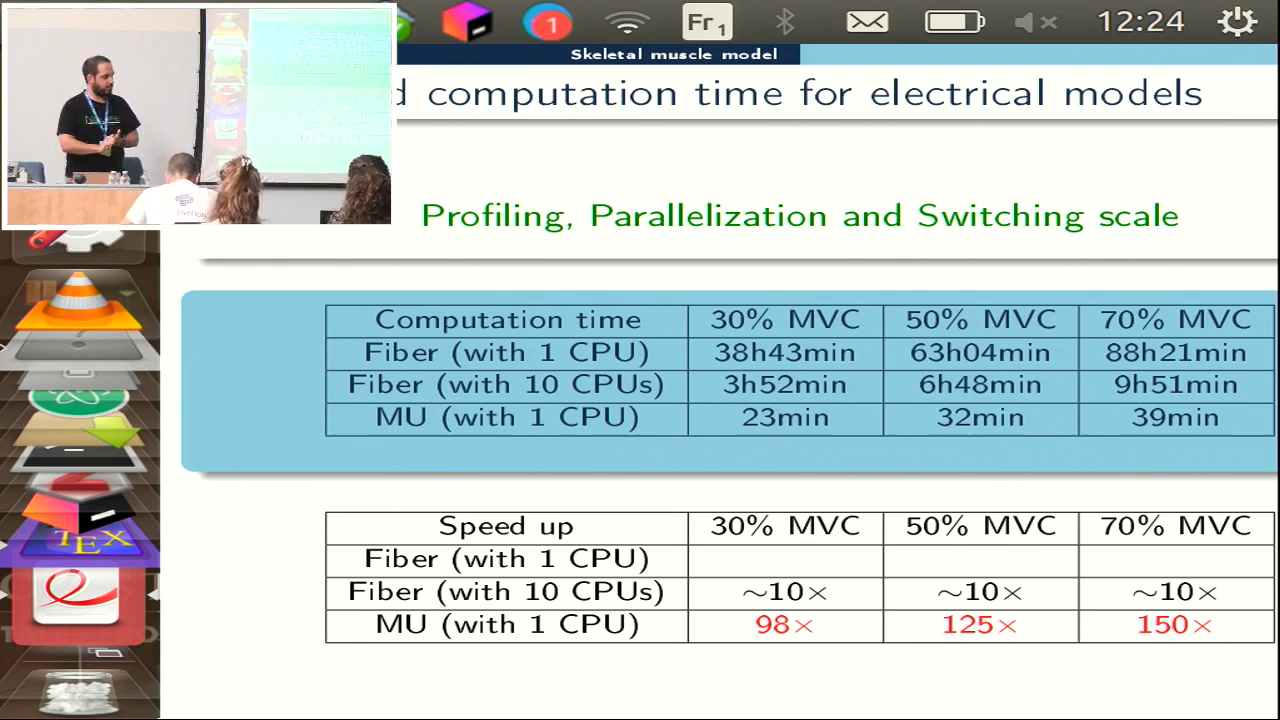 1 Fr1 12:24
Skeletal muscle model
d computation time for electrical models
Profiling, Parallelization and Switching scale
Computation time 30% MVC 50% MVC 70% MVC
Fiber (with 1 CPU) 38h43min 63h04min 88h21min
Fiber (with 10 CPUs) 3h52min 6h48min 9h51min
MU (with 1 CPU) 23min 32min 39min
Speed up 30% MVC 50% MVC 70% MVC
Fiber (with 1 CPU)
Fiber (with 10 CPUs) ~10× ~10× ~10×
MU (with 1 CPU) 98× 125× 150×
TEX